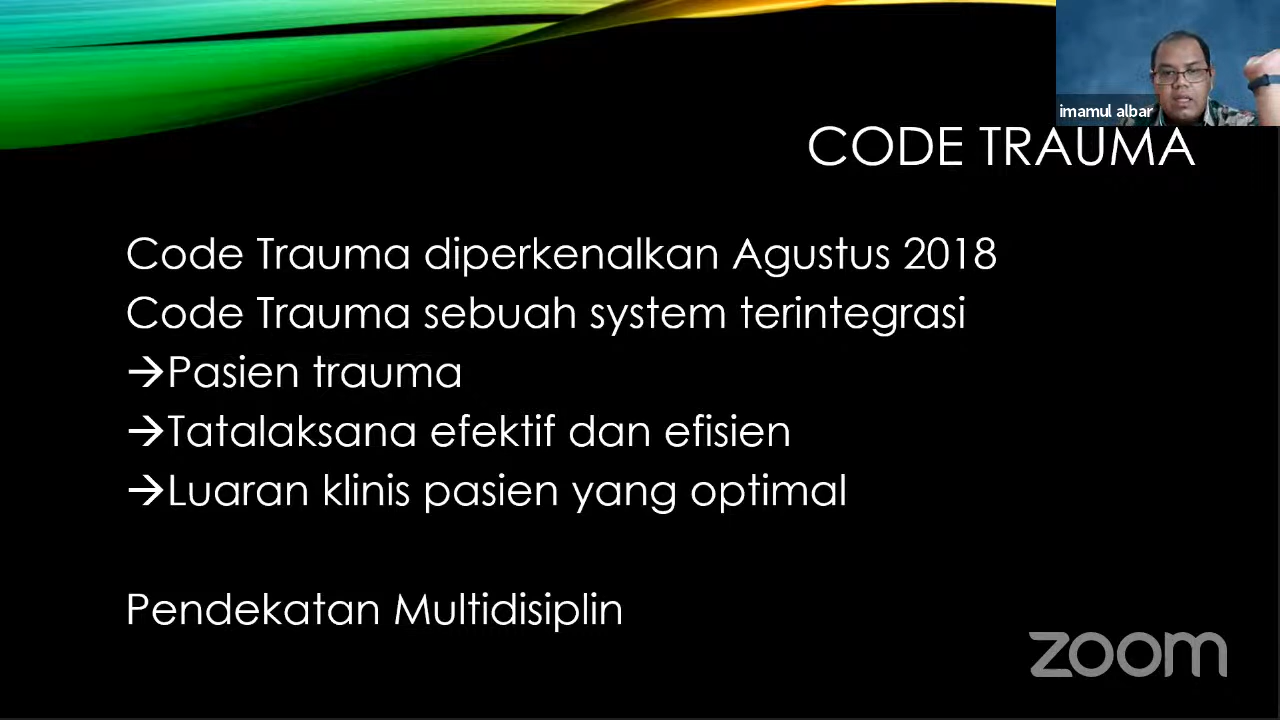 imamul albar
CODE TRAUMA
Code Trauma diperkenalkan Agustus 2018
Code Trauma sebuah system terintegrasi
→Pasien trauma
→Tatalaksana efektif dan efisien
→Luaran klinis pasien yang optimal
Pendekatan Multidisiplin
zoom